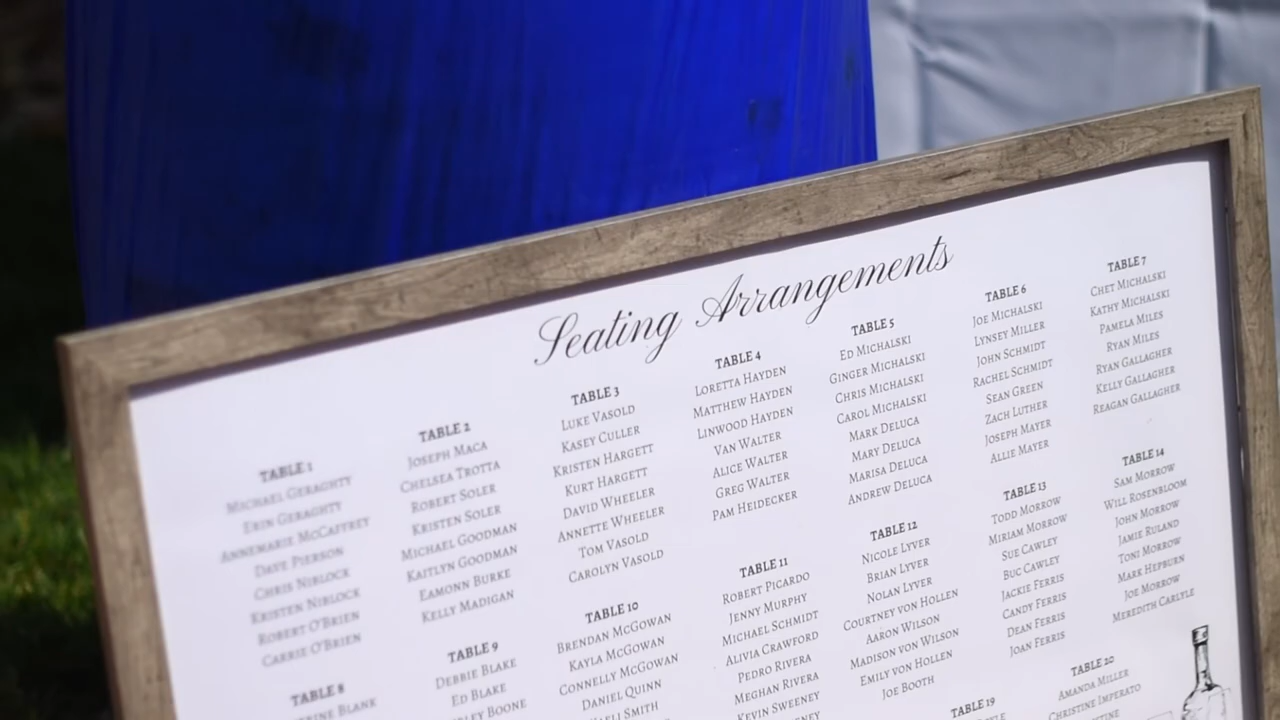 Seating Arrangements
TABLE 1
MICHAEL GERAGHTY
ERIN GERAGHTY
ANNEMARIE MCCAFFREY
DAVE PIERSON
CHRIS NIBLOCK
KRISTEN NIBLOCK
ROBERT O'BRIEN
CARRIE O'BRIEN
TABLE 2
JOSEPH MACA
CHELSEA TROTTA
ROBERT SOLER
KRISTEN SOLER
MICHAEL GOODMAN
KAITLYN GOODMAN
EAMONN BURKE
KELLY MADIGAN
TABLE 3
LUKE VASOLD
KASEY CULLER
KRISTEN HARGETT
KURT HARGETT
DAVID WHEELER
ANNETTE WHEELER
TOM VASOLD
CAROLYN VASOLD
TABLE 4
LORETTA HAYDEN
MATTHEW HAYDEN
LINWOOD HAYDEN
VAN WALTER
ALICE WALTER
GREG WALTER
PAM HEIDECKER
TABLE 5
ED MICHALSKI
GINGER MICHALSKI
CHRIS MICHALSKI
CAROL MICHALSKI
MARK DELUCA
MARY DELUCA
MARISA DELUCA
ANDREW DELUCA
TABLE 6
JOE MICHALSKI
LYNSEY MILLER
JOHN SCHMIDT
RACHEL SCHMIDT
SEAN GREEN
ZACH LUTHER
JOSEPH MAYER
ALLIE MAYER
TABLE 7
CHET MICHALSKI
KATHY MICHALSKI
PAMELA MILES
RYAN MILES
RYAN GALLAGHER
KELLY GALLAGHER
REAGAN GALLAGHER
TABLE 8
BLANK
TABLE 9
DEBBIE BLAKE
ED BLAKE
BOONE
TABLE 10
BRENDAN MCGOWAN
KAYLA MCGOWAN
CONNELLY MCGOWAN
DANIEL QUINN
SMITH
TABLE 11
ROBERT PICARDO
JENNY MURPHY
MICHAEL SCHMIDT
ALIVIA CRAWFORD
PEDRO RIVERA
MEGHAN RIVERA
KEVIN SWEENEY
TABLE 12
NICOLE LYVER
BRIAN LYVER
NOLAN LYVER
COURTNEY VON HOLLEN
AARON WILSON
MADISON VON WILSON
EMILY VON HOLLEN
JOE BOOTH
TABLE 13
TODD MORROW
MIRIAM MORROW
SUE CAWLEY
BUC CAWLEY
JACKIE FERRIS
CANDY FERRIS
DEAN FERRIS
JOAN FERRIS
TABLE 14
SAM MORROW
WILL ROSENBLOOM
JOHN MORROW
JAMIE RULAND
TONI MORROW
MARK HEPBURN
JOE MORROW
MEREDITH CARLYLE
TABLE 19
TABLE 20
AMANDA MILLER
CHRISTINE IMPERATO